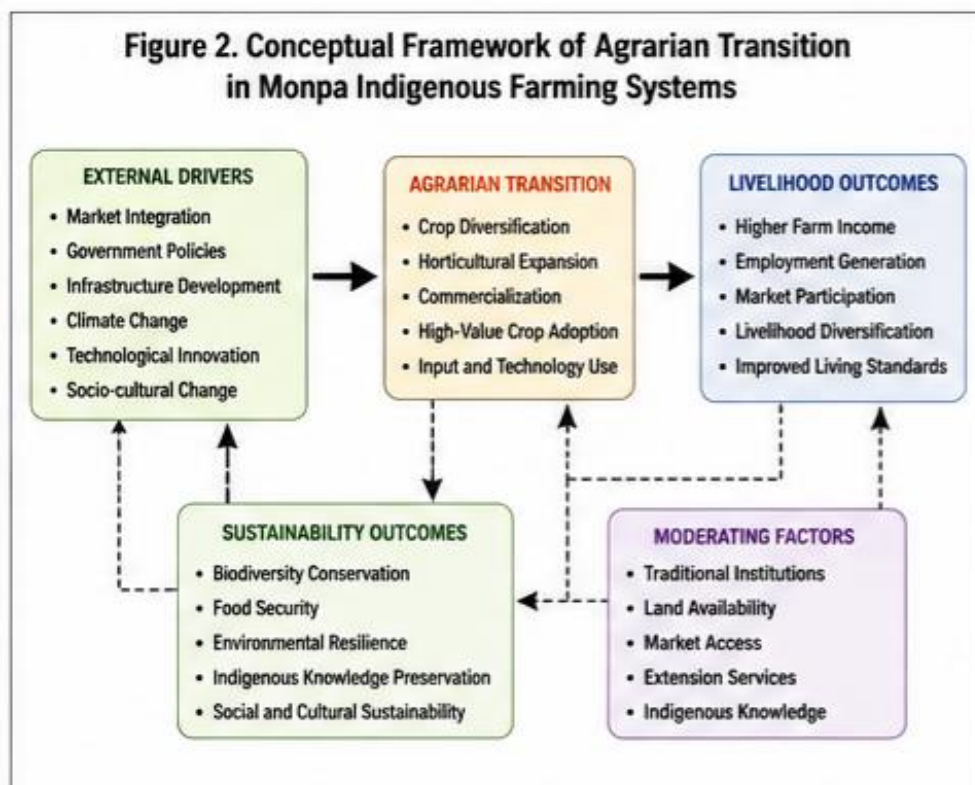 Figure 2. Conceptual Framework of Agrarian Transition
in Monpa Indigenous Farming Systems
EXTERNAL DRIVERS
• Market Integration
• Government Policies
• Infrastructure Development
• Climate Change
• Technological Innovation
• Socio-cultural Change
AGRARIAN TRANSITION
• Crop Diversification
• Horticultural Expansion
• Commercialization
• High-Value Crop Adoption
• Input and Technology Use
LIVELIHOOD OUTCOMES
• Higher Farm Income
• Employment Generation
• Market Participation
• Livelihood Diversification
• Improved Living Standards
SUSTAINABILITY OUTCOMES
• Biodiversity Conservation
• Food Security
• Environmental Resilience
• Indigenous Knowledge Preservation
• Social and Cultural Sustainability
MODERATING FACTORS
• Traditional Institutions
• Land Availability
• Market Access
• Extension Services
• Indigenous Knowledge